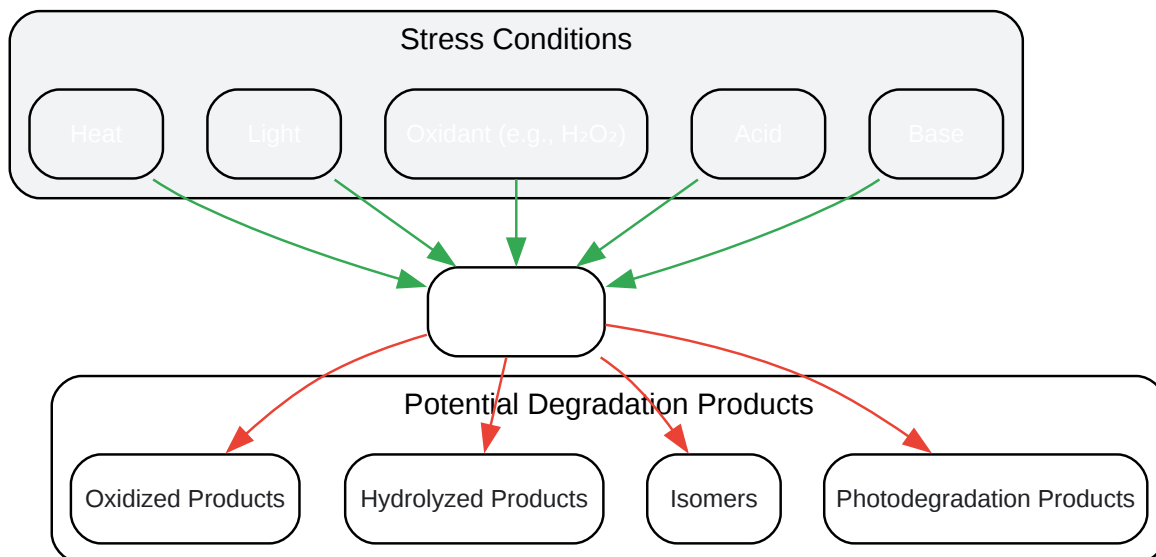 Stress Conditions
Heat
Light
Oxidant (e.g., H₂O₂)
Acid
Base
Potential Degradation Products
Oxidized Products
Hydrolyzed Products
Isomers
Photodegradation Products